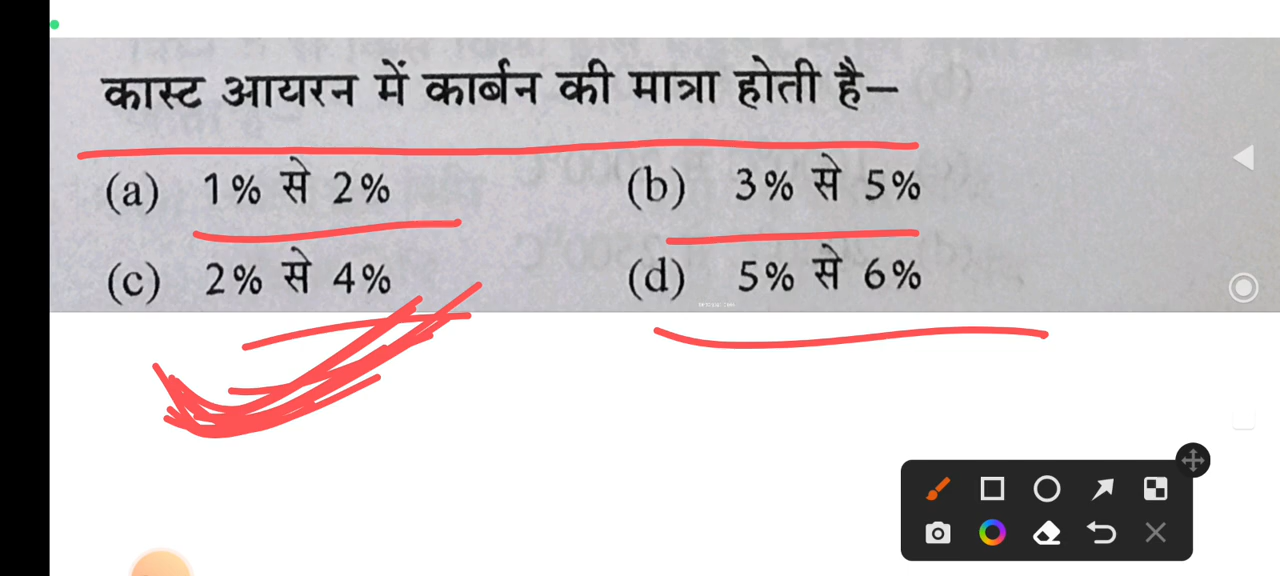 कास्ट आयरन में कार्बन की मात्रा होती है–
(a) 1% से 2% (b) 3% से 5%
(c) 2% से 4% (d) 5% से 6%